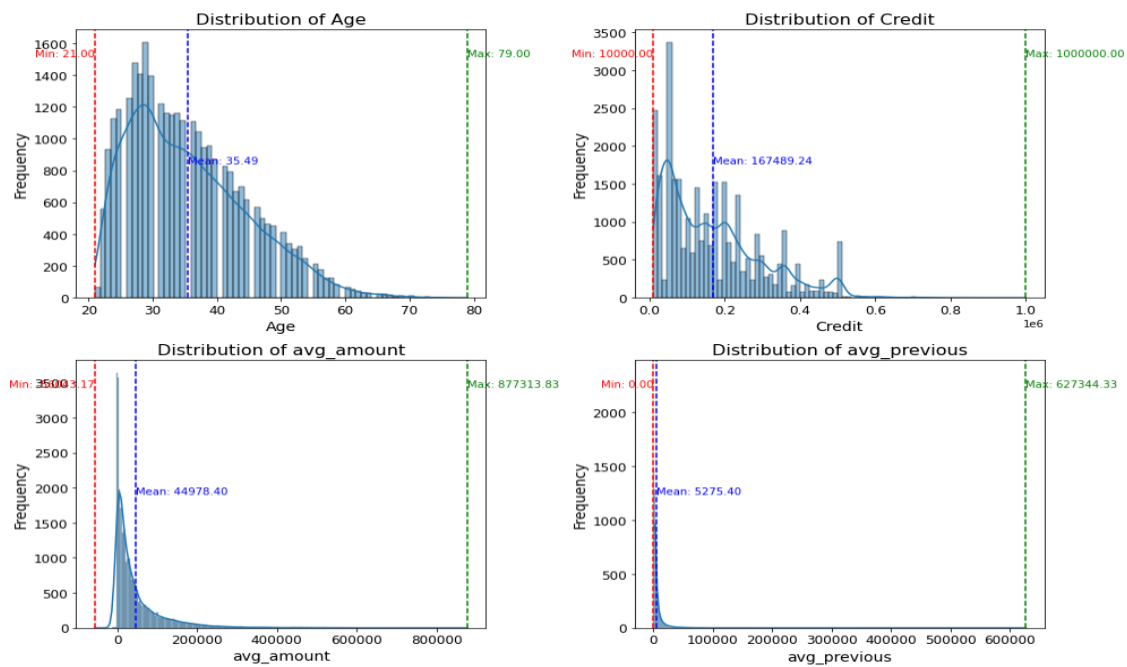 Distribution of Age
1600
1400
1200
1000
800
600
400
200
0
Frequency
Min: 21.00
Mean: 35.49
Max: 79.00
20 30 40 50 60 70 80
Age
Distribution of Credit
3500
3000
2500
2000
1500
1000
500
0
Frequency
Min: 10000.00
Mean: 167489.24
Max: 1000000.00
0.0 0.2 0.4 0.6 0.8 1.0
1e6
Credit
Distribution of avg_amount
3500
3000
2500
2000
1500
1000
500
0
Frequency
Min:
Mean: 44978.40
Max: 877313.83
0 200000 400000 600000 800000
avg_amount
Distribution of avg_previous
2000
1500
1000
500
0
Frequency
Min: 0.00
Mean: 5275.40
Max: 627344.33
0 100000 200000 300000 400000 500000 600000
avg_previous